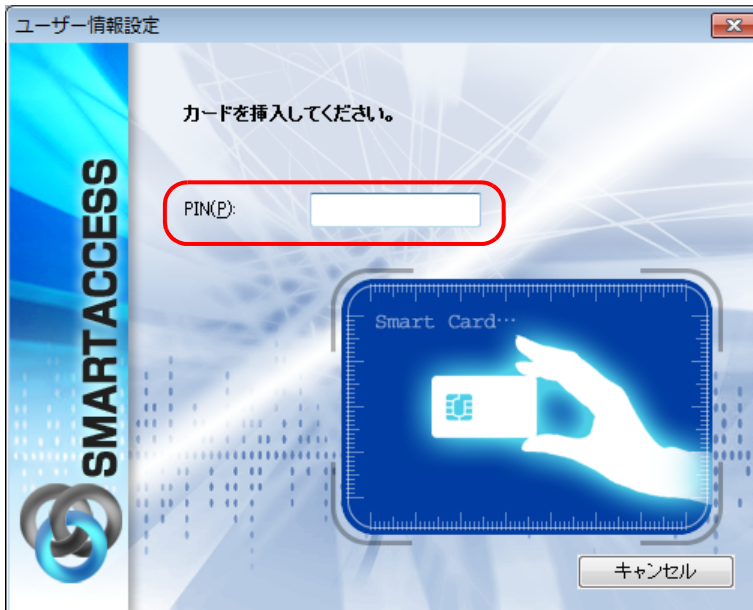 ユーザー情報設定
カードを挿入してください。
PIN(P):
Smart Card…
SMARTACCESS
キャンセル